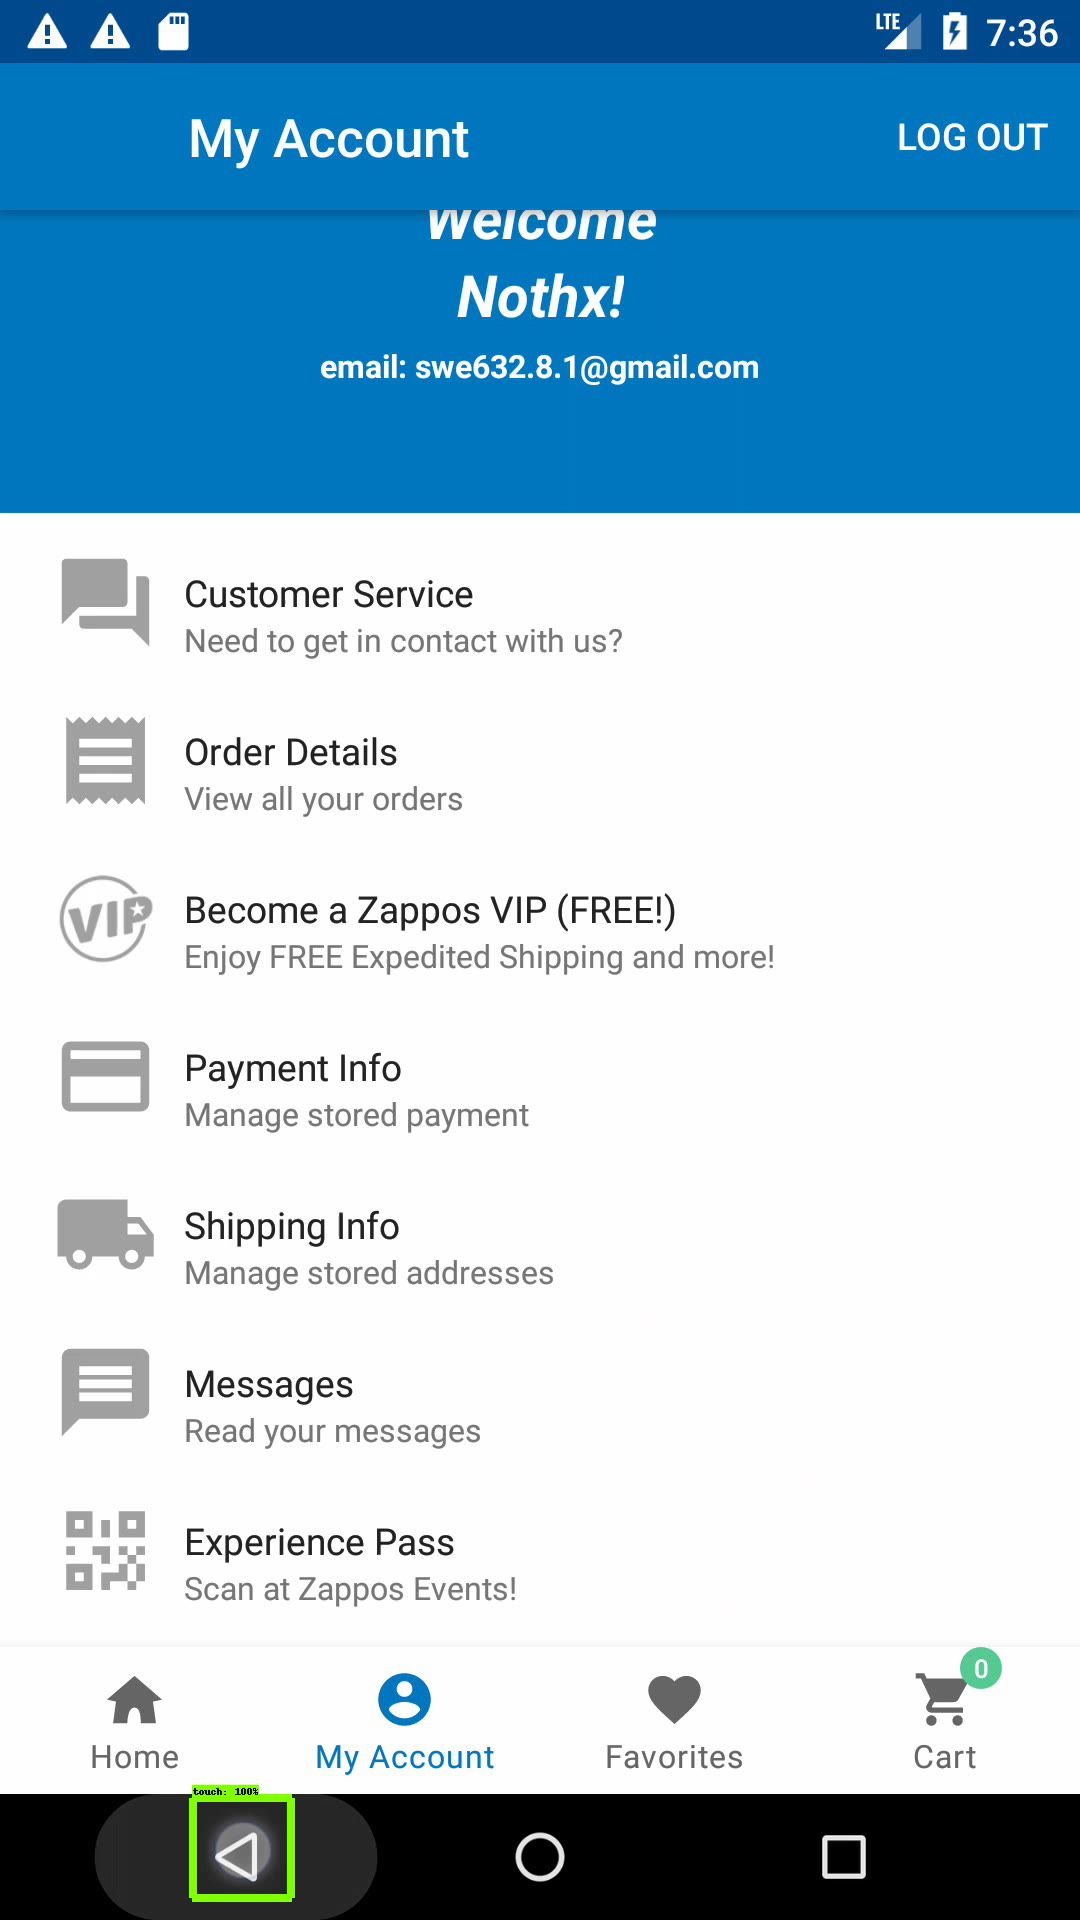 LTE 7:36
My Account
LOG OUT
Welcome
Nothx!
email: swe632.8.1@gmail.com
Customer Service
Need to get in contact with us?
Order Details
View all your orders
VIP
Become a Zappos VIP (FREE!)
Enjoy FREE Expedited Shipping and more!
Payment Info
Manage stored payment
Shipping Info
Manage stored addresses
Messages
Read your messages
Experience Pass
Scan at Zappos Events!
0
Home
My Account
Favorites
Cart
touch: 100%